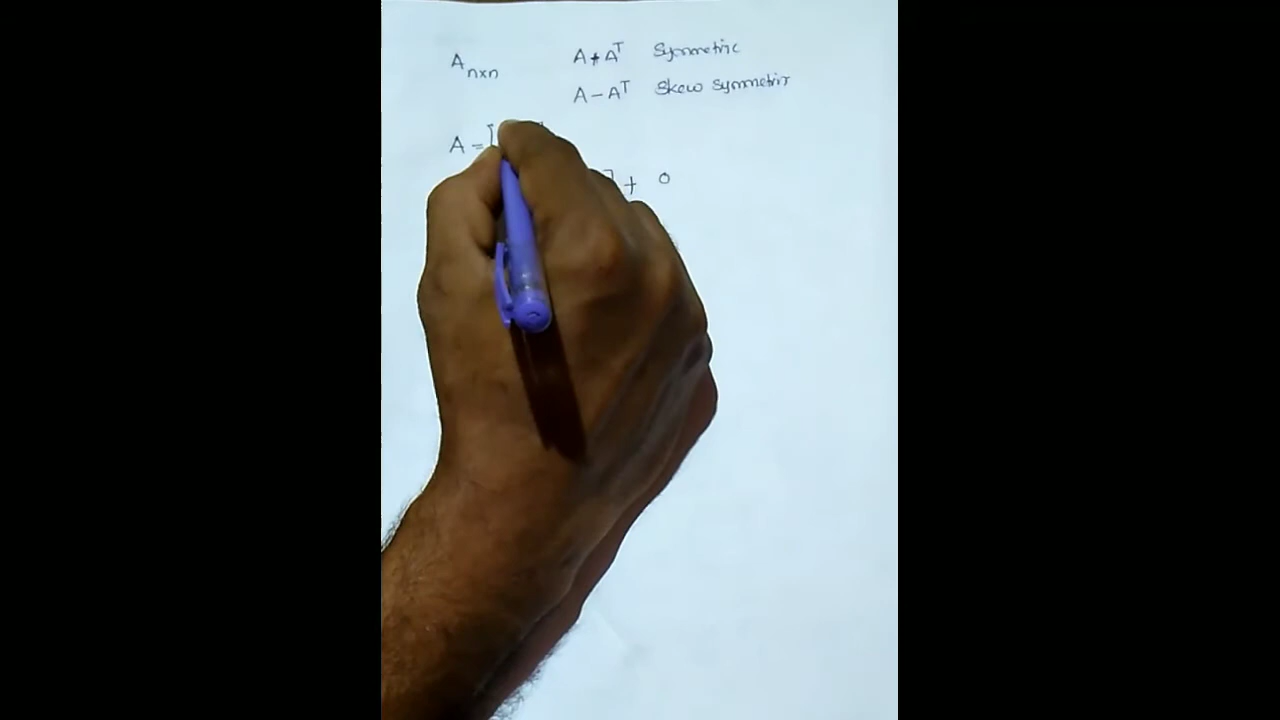 Aₙₓₙ A + Aᵀ Symmetric
A - Aᵀ Skew Symmetric
A = [
] + 0